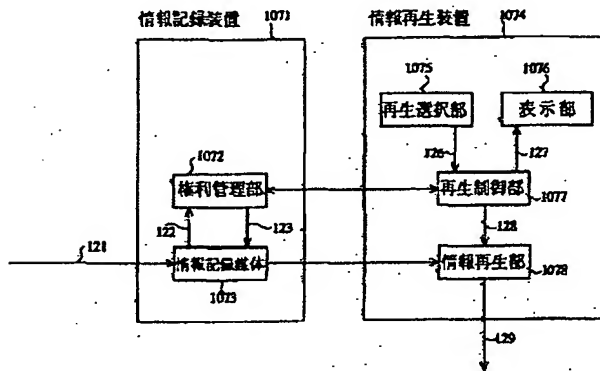 情報記録装置 1071
情報再生装置 1074
1075
1076
再生選択部
表示部
126
127
1072
権利管理部
再生制御部
1077
122
123
128
121
情報記録媒体
1073
情報再生部
1078
129